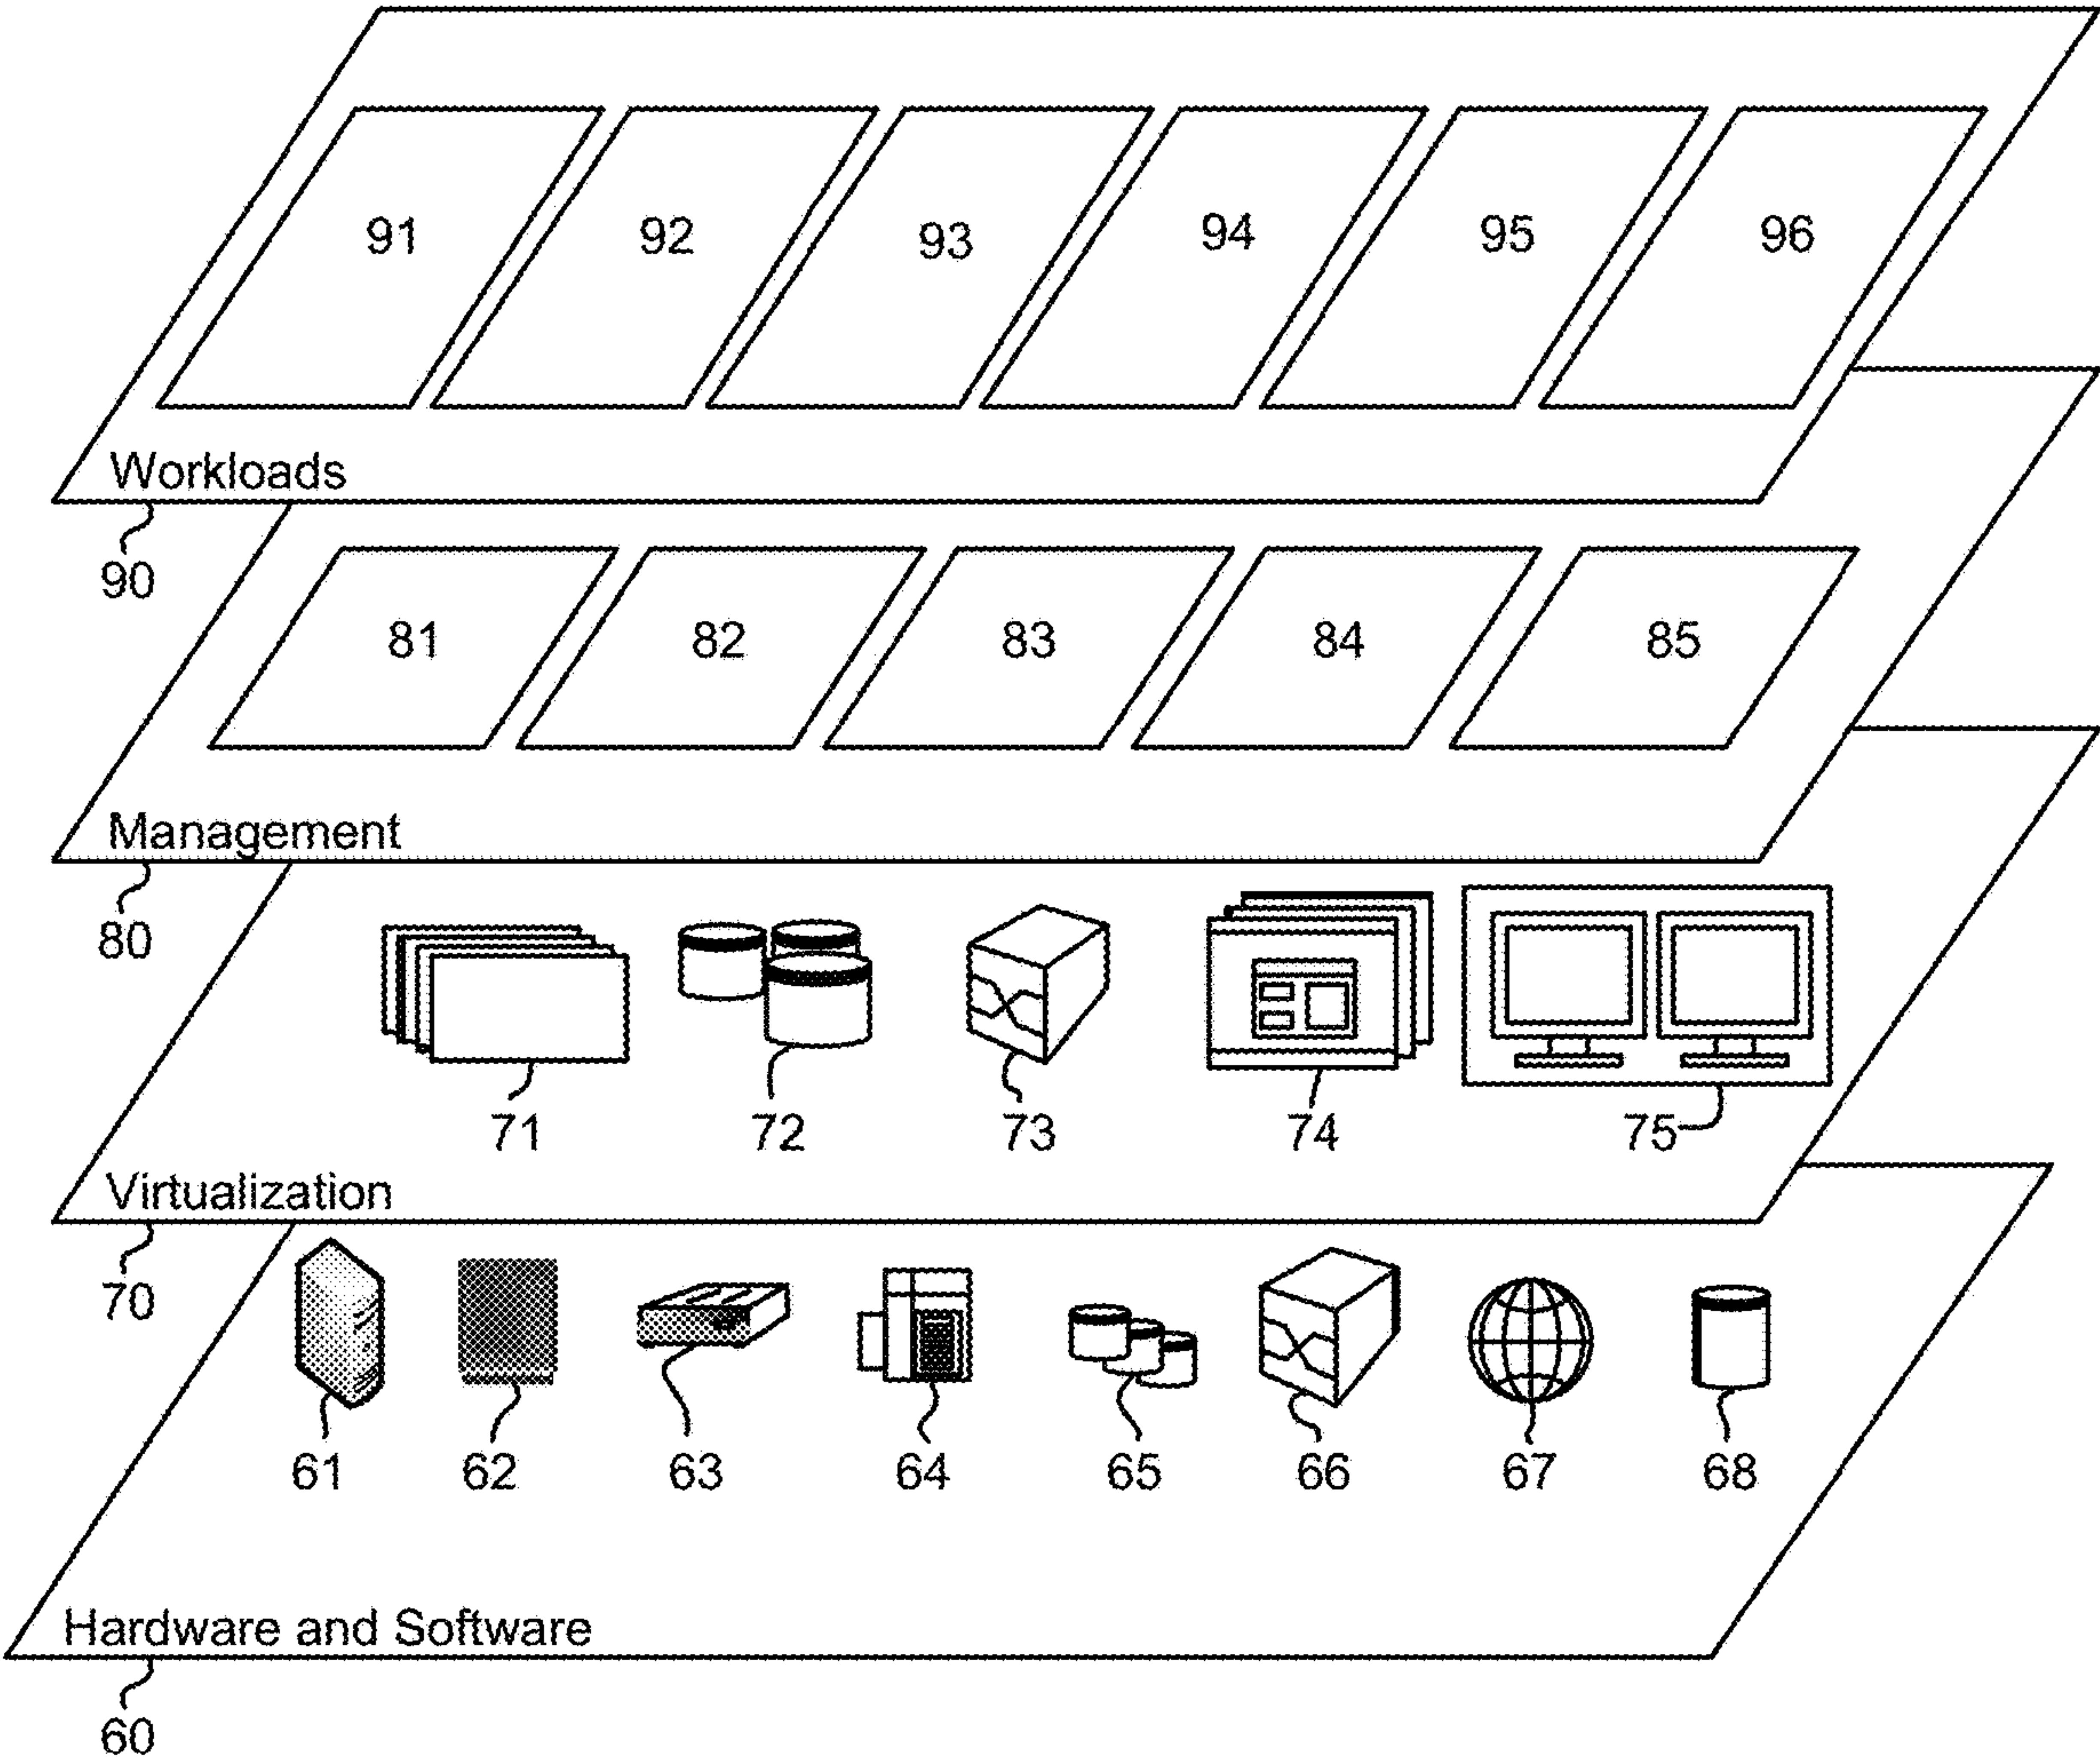 91 92 93 94 95 96
Workloads
90
81 82 83 84 85
Management
80
71 72 73 74 75
Virtualization
70
61 62 63 64 65 66 67 68
Hardware and Software
60